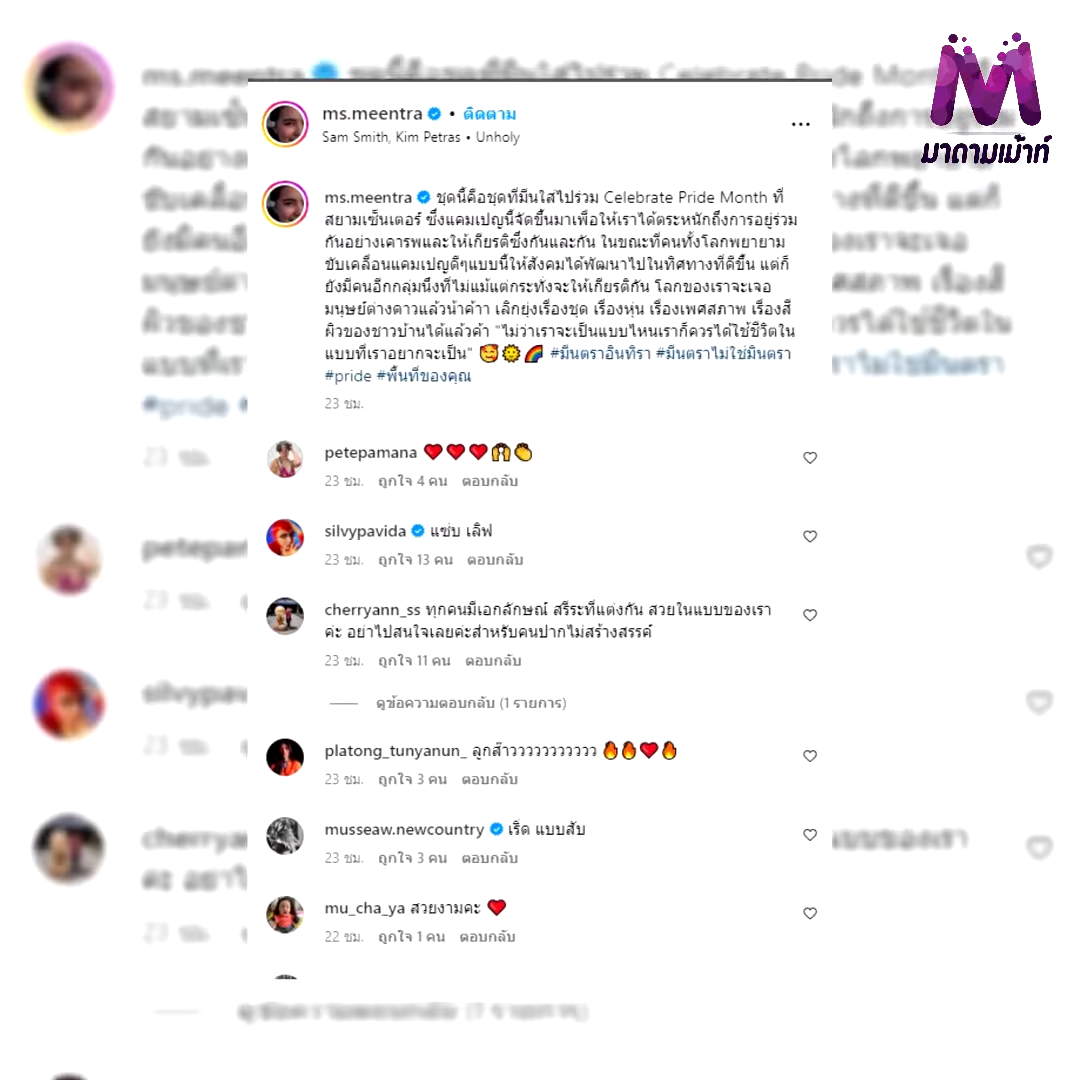 มาดามเม้าท์
ms.meentra • ติดตาม
Sam Smith, Kim Petras • Unholy
ms.meentra ชุดนี้คือชุดที่มีนใส่ไปร่วม Celebrate Pride Month ที่
สยามเซ็นเตอร์ ซึ่งแคมเปญนี้จัดขึ้นมาเพื่อให้เราได้ตระหนักถึงการอยู่ร่วม
กันอย่างเคารพและให้เกียรติซึ่งกันและกัน ในขณะที่คนทั้งโลกพยายาม
ขับเคลื่อนแคมเปญดีๆแบบนี้ให้สังคมได้พัฒนาไปในทิศทางที่ดีขึ้น แต่ก็
ยังมีคนอีกกลุ่มนึงที่ไม่แม้แต่กระทั่งจะให้เกียรติกัน โลกของเราจะเจอ
มนุษย์ต่างดาวแล้วน้าค้าา เลิกยุ่งเรื่องชุด เรื่องหุ่น เรื่องเพศสภาพ เรื่องสี
ผิวของชาวบ้านได้แล้วค้า "ไม่ว่าเราจะเป็นแบบไหนเราก็ควรได้ใช้ชีวิตใน
แบบที่เราอยากจะเป็น" 🥰🌞🌈 #มีนตราอินทิรา #มีนตราไม่ใช่มินตรา
#pride #พื้นที่ของคุณ
23 ชม.
petepamana ❤️❤️❤️🙌👏
23 ชม. ถูกใจ 4 คน ตอบกลับ
silvypavida แซ่บ เลิ้ฟ
23 ชม. ถูกใจ 13 คน ตอบกลับ
cherryann_ss ทุกคนมีเอกลักษณ์ สรีระที่แต่งกัน สวยในแบบของเรา
ค่ะ อย่าไปสนใจเลยค่ะสำหรับคนปากไม่สร้างสรรค์
23 ชม. ถูกใจ 11 คน ตอบกลับ
ดูข้อความตอบกลับ (1 รายการ)
platong_tunyanun_ ลูกส๊าววววววววววว 🔥🔥❤️🔥
23 ชม. ถูกใจ 3 คน ตอบกลับ
musseaw.newcountry เริ่ด แบบสับ
23 ชม. ถูกใจ 3 คน ตอบกลับ
mu_cha_ya สวยงามคะ ❤️
22 ชม. ถูกใจ 1 คน ตอบกลับ